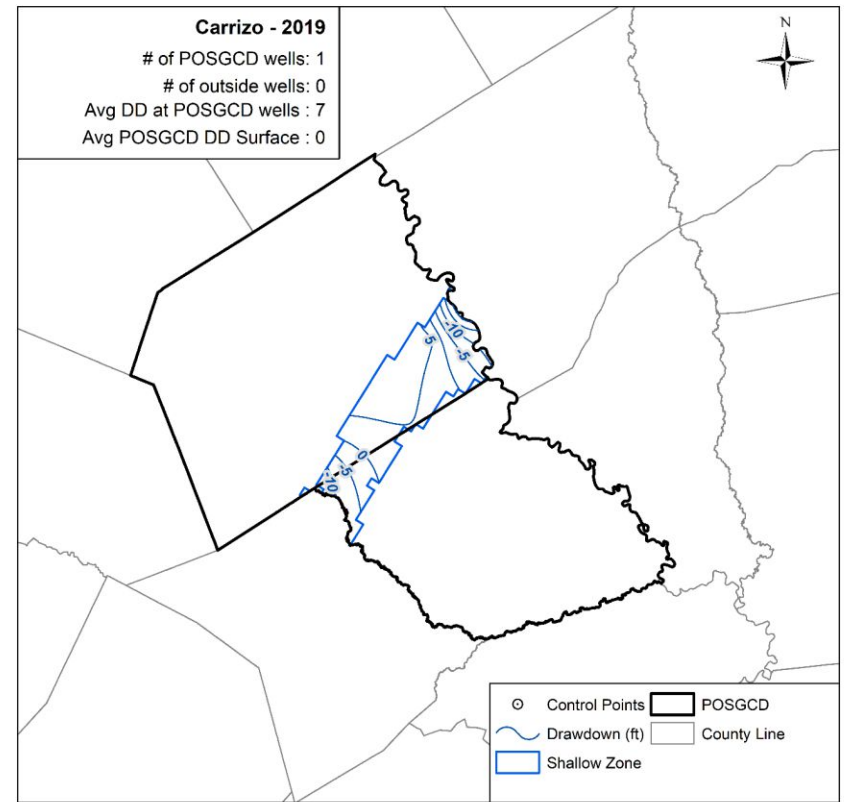 Carrizo - 2019
# of POSGCD wells: 1
# of outside wells: 0
Avg DD at POSGCD wells : 7
Avg POSGCD DD Surface : 0
N
-10
5
-5
0
-5
-10
Control Points
POSGCD
Drawdown (ft)
County Line
Shallow Zone